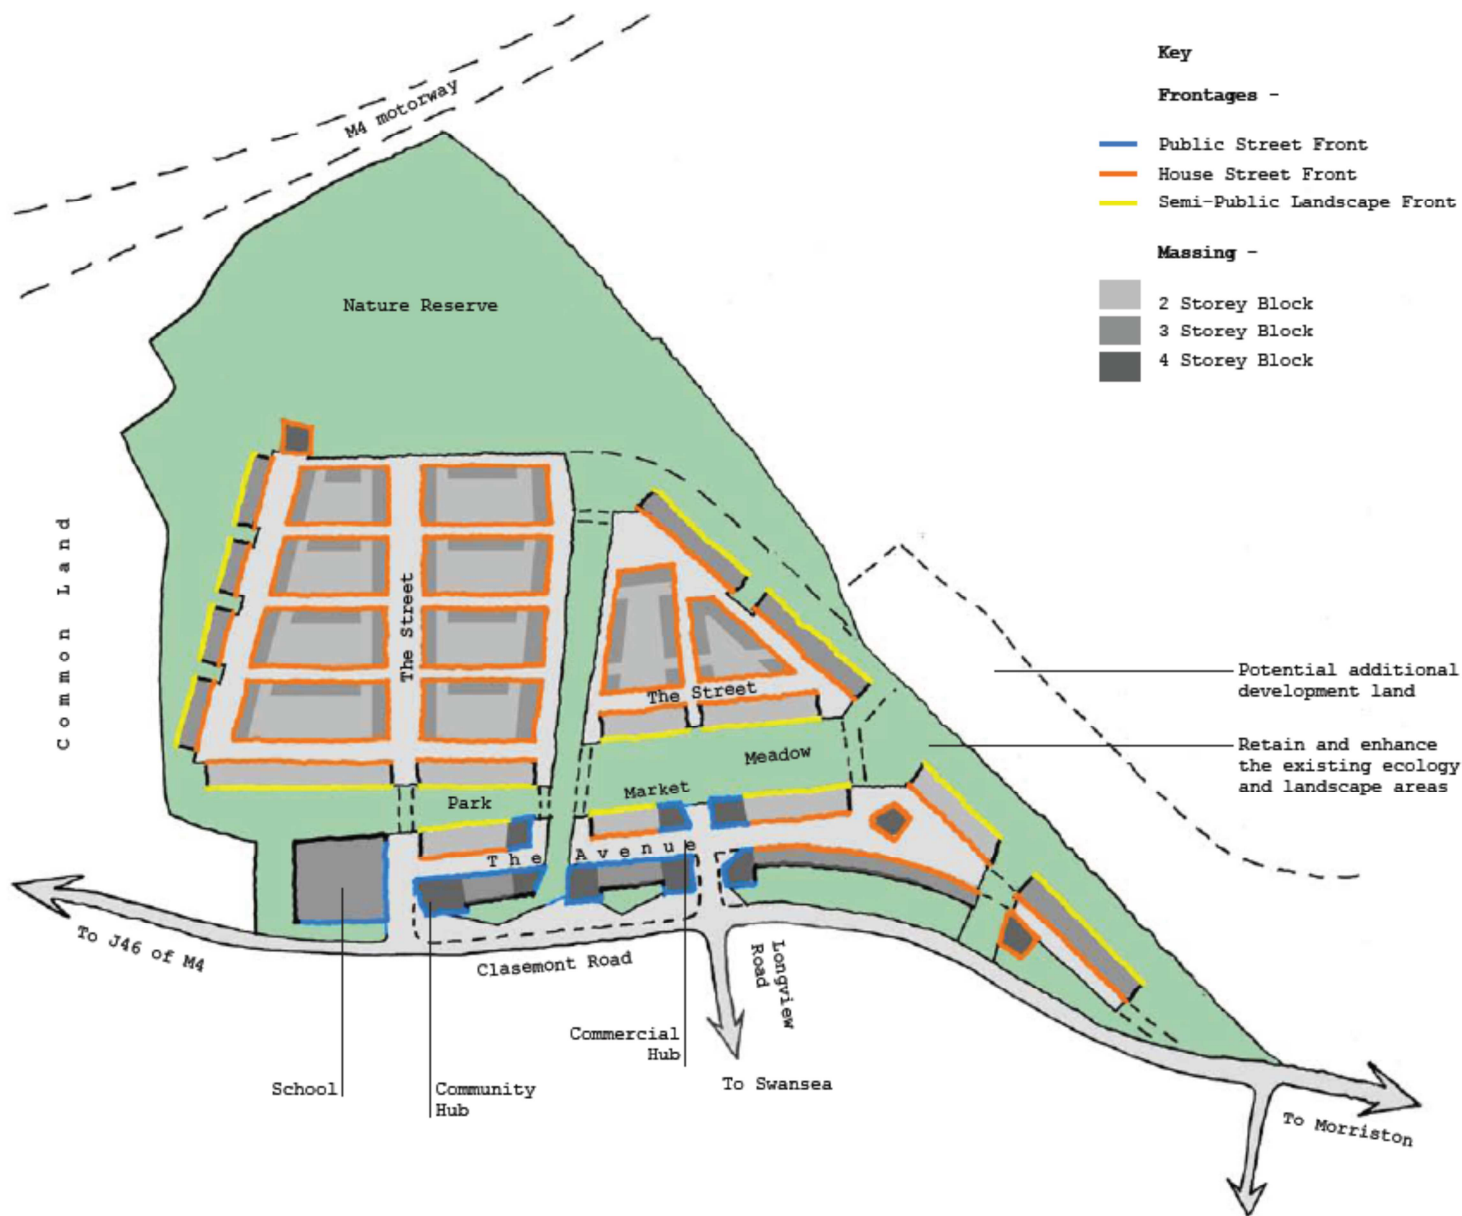 Key
Frontages -
Public Street Front
House Street Front
Semi-Public Landscape Front
Massing -
2 Storey Block
3 Storey Block
4 Storey Block
M4 motorway
Nature Reserve
Common Land
The Street
The Street
Potential additional
development land
Retain and enhance
the existing ecology
and landscape areas
Meadow
Market
Park
The Avenue
To J46 of M4
Clasemont Road
Longview
Road
Commercial
Hub
School
Community
Hub
To Swansea
To Morriston